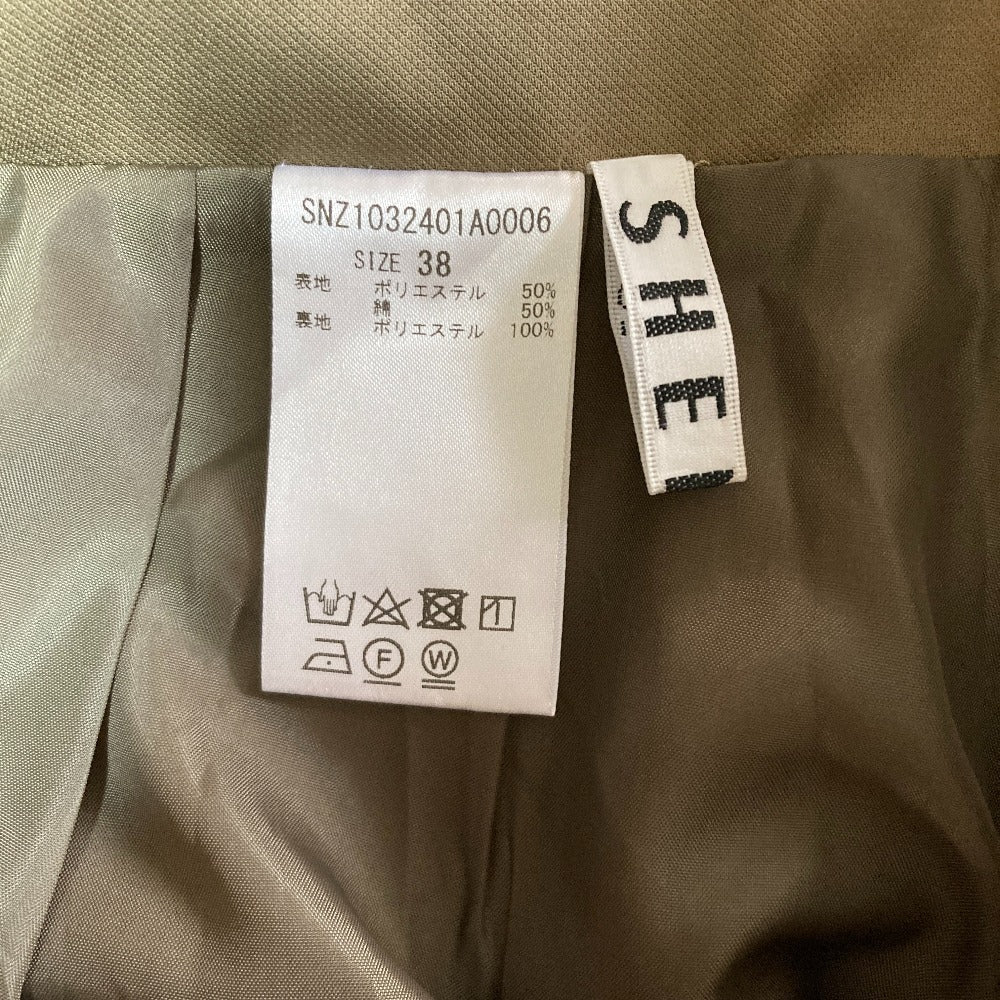 SNZ1032401A0006
SIZE 38
表地 ポリエステル 50%
綿 50%
裏地 ポリエステル 100%
F W
SHE